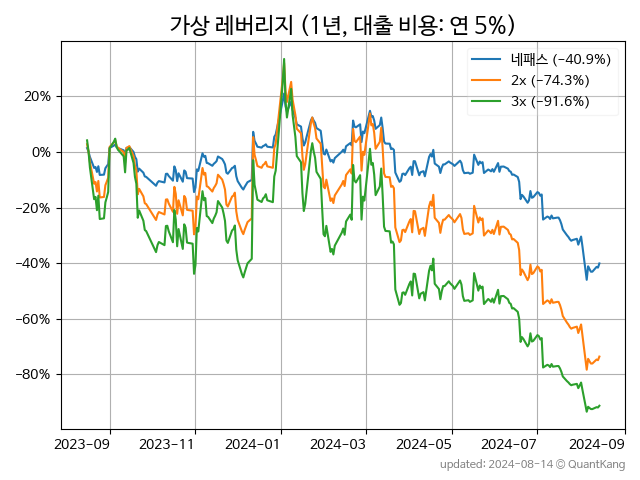 가상 레버리지 (1년, 대출 비용: 연 5%)
네패스 (−40.9%)
2x (−74.3%)
3x (−91.6%)
20%
0%
−20%
−40%
−60%
−80%
2023−09 2023−11 2024−01 2024−03 2024−05 2024−07 2024−09
updated: 2024-08-14 © QuantKang